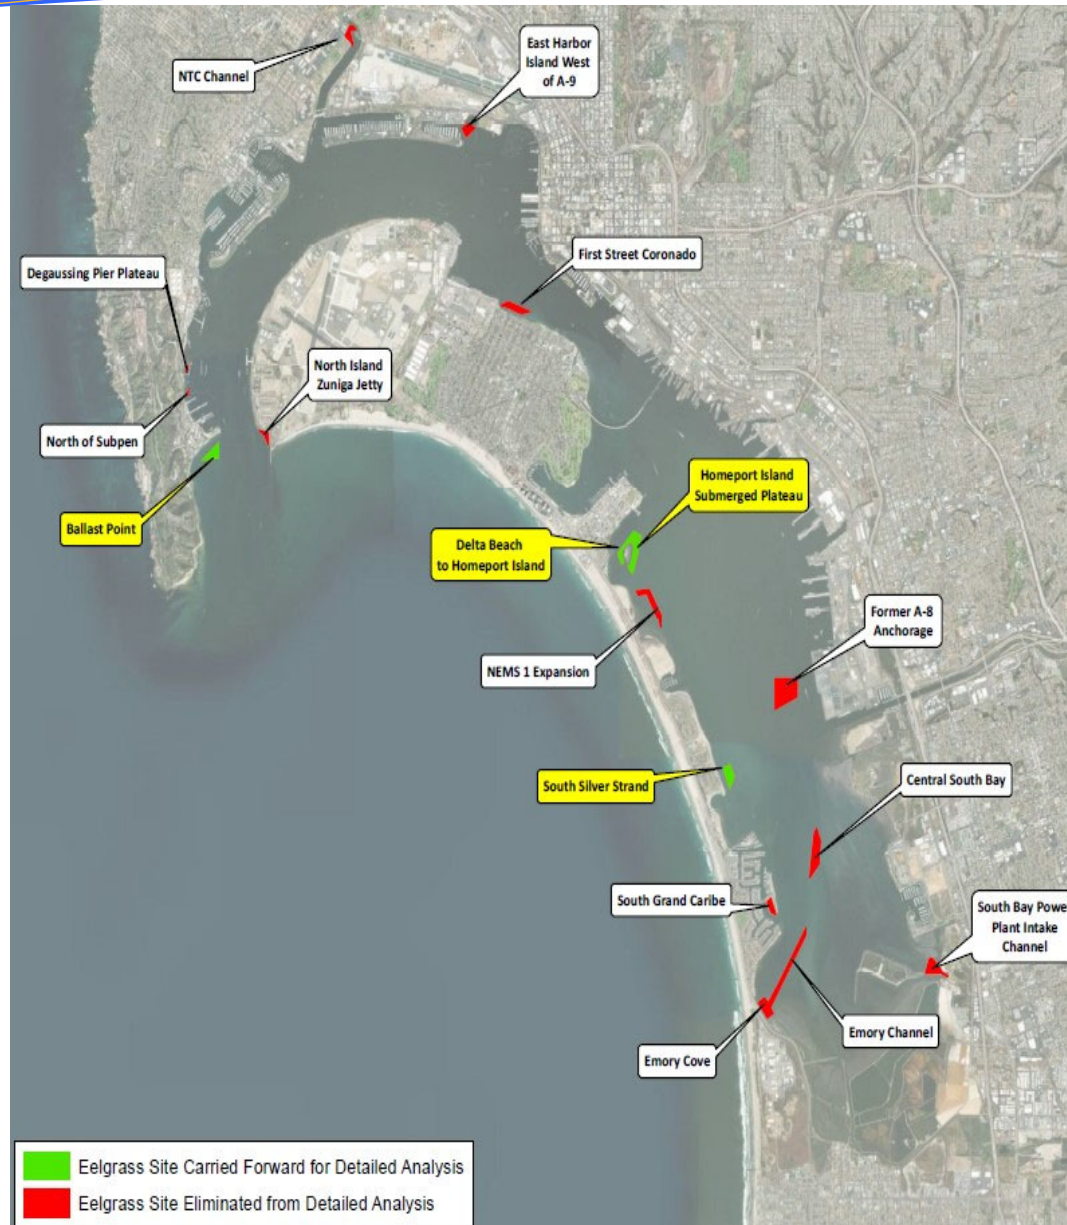 NTC Channel
East Harbor
Island West
of A-9
Degaussing Pier Plateau
First Street Coronado
North Island
Zuniga Jetty
North of Subpen
Ballast Point
Homeport Island
Submerged Plateau
Delta Beach
to Homeport Island
Former A-8
Anchorage
NEMS 1 Expansion
South Silver Strand
Central South Bay
South Grand Caribe
South Bay Powe
Plant Intake
Channel
Emory Channel
Emory Cove
Eelgrass Site Carried Forward for Detailed Analysis
Eelgrass Site Eliminated from Detailed Analysis